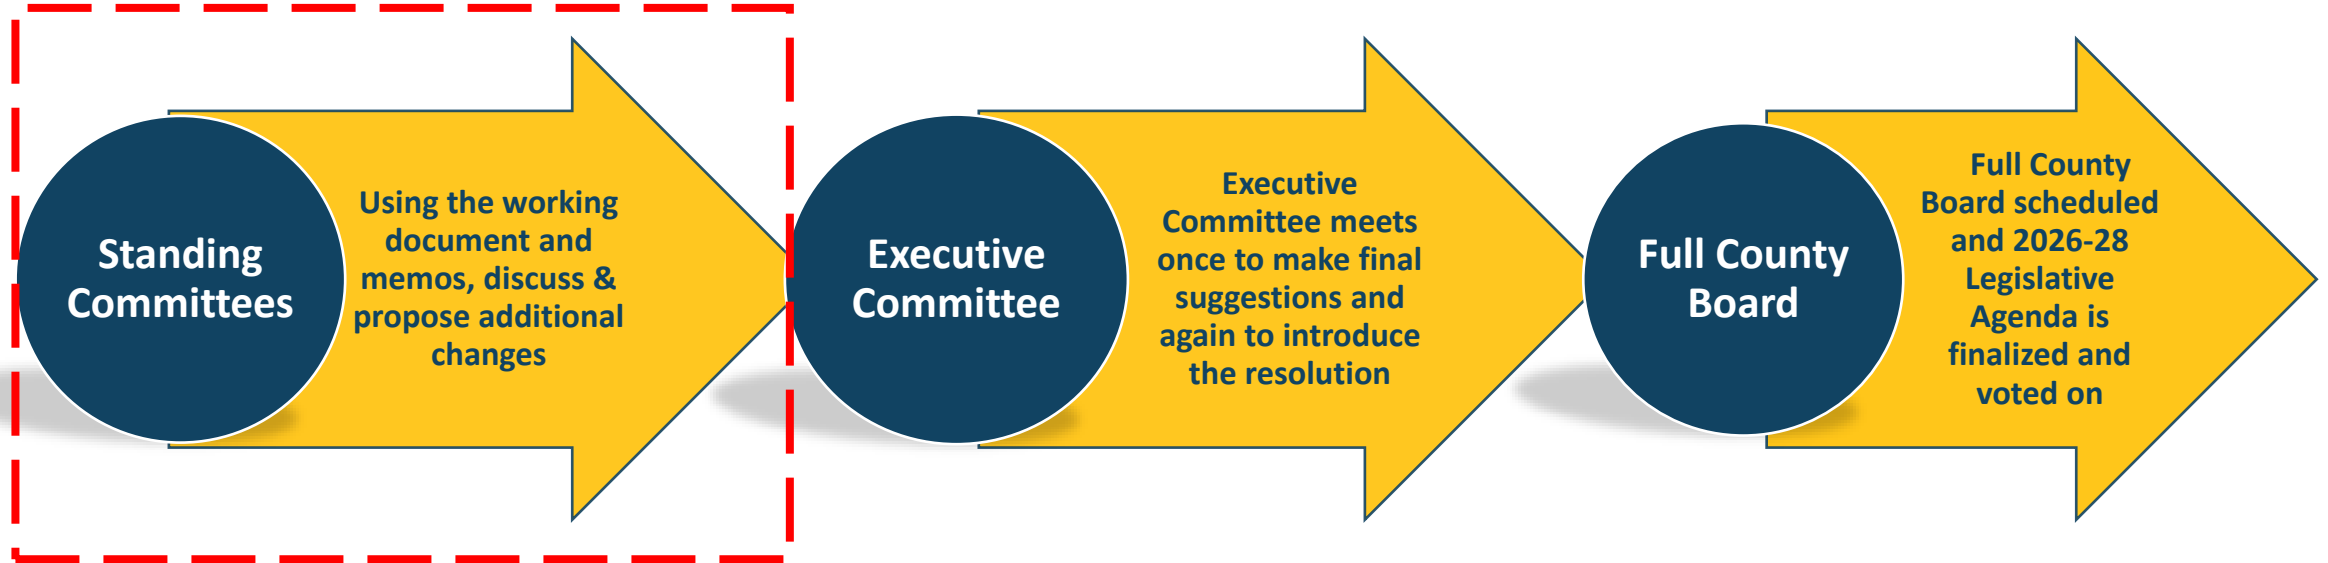 Standing
Committees
Using the working
document and
memos, discuss &
propose additional
changes
Executive
Committee
Executive
Committee meets
once to make final
suggestions and
again to introduce
the resolution
Full County
Board
Full County
Board scheduled
and 2026-28
Legislative
Agenda is
finalized and
voted on